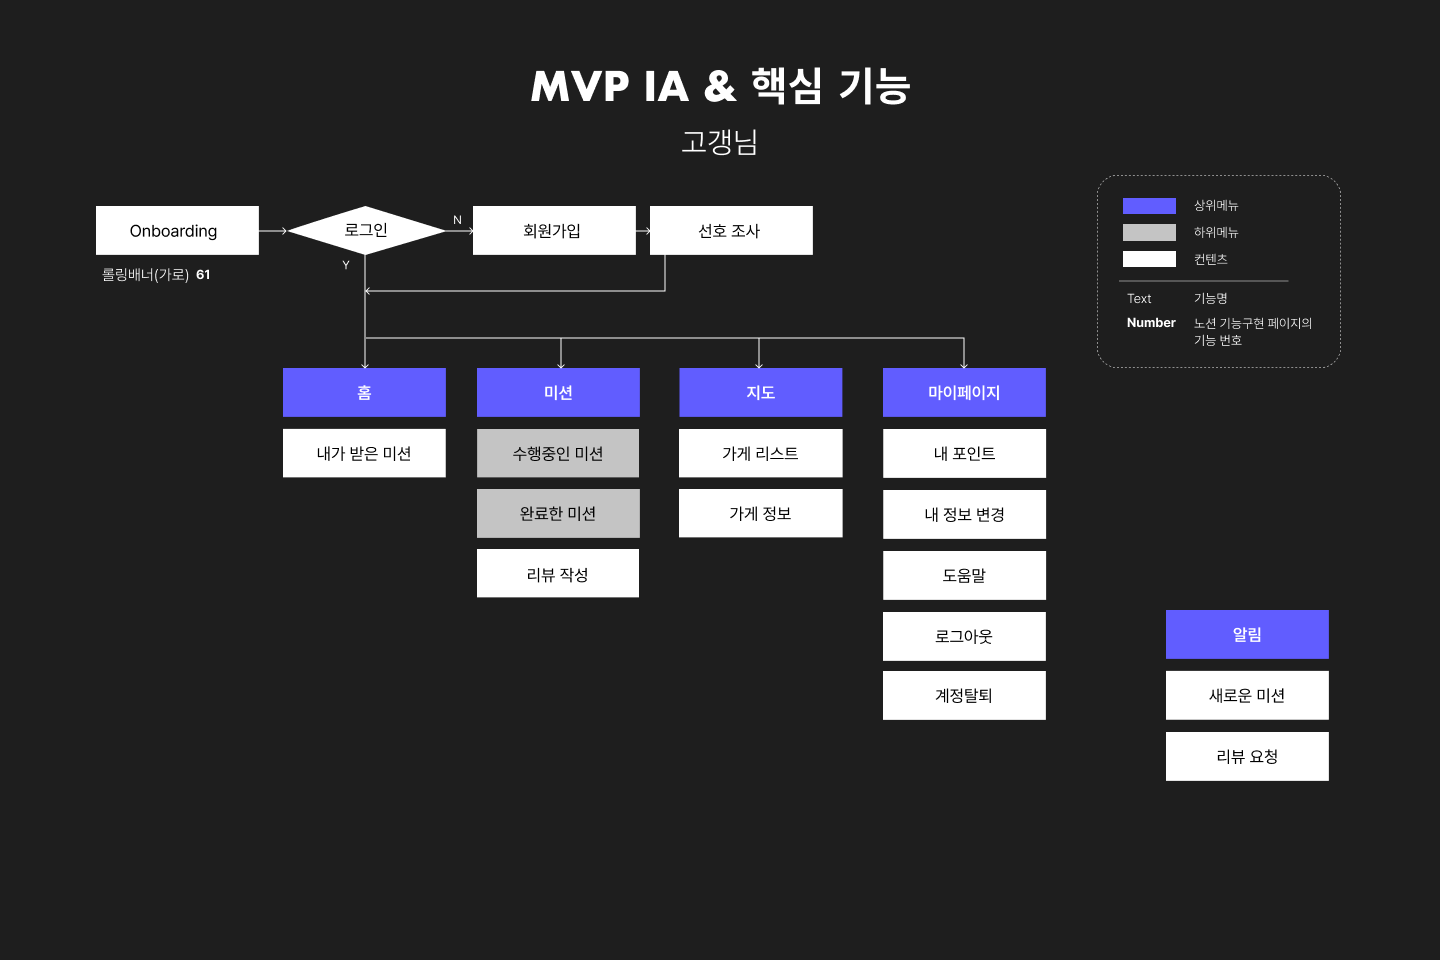 MVP IA & 핵심 기능
고갱님
Onboarding
로그인
N
회원가입
선호 조사
Y
롤링배너(가로) 61
상위메뉴
하위메뉴
컨텐츠
Text 기능명
Number 노션 기능구현 페이지의
기능 번호
홈
내가 받은 미션
미션
수행중인 미션
완료한 미션
리뷰 작성
지도
가게 리스트
가게 정보
마이페이지
내 포인트
내 정보 변경
도움말
로그아웃
계정탈퇴
알림
새로운 미션
리뷰 요청